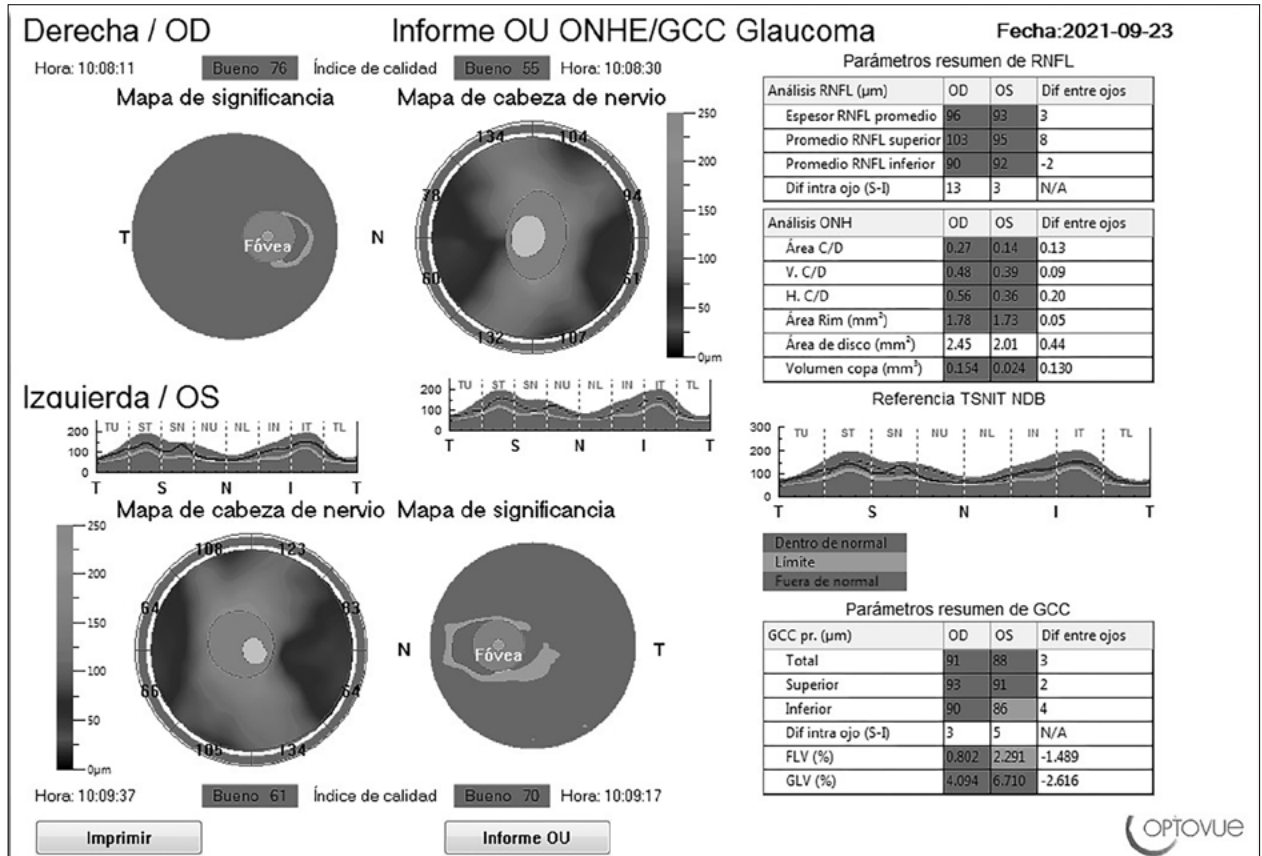 Derecha / OD
Informe OU ONHE/GCC Glaucoma
Fecha:2021-09-23
Hora: 10:08:11
Bueno 76
Índice de calidad
Bueno 55
Hora: 10:08:30
Mapa de significancia
Mapa de cabeza de nervio
T
Fóvea
N
134
104
78
94
60
61
132
107
250
200
150
100
50
0µm
200
100
0
TU ST SN NU NL IN IT TL
T S N I T
Izquierda / OS
200
100
0
TU ST SN NU NL IN IT TL
T S N I T
Mapa de cabeza de nervio
Mapa de significancia
250
200
150
100
50
0µm
108
123
64
83
66
64
105
134
N
Fóvea
T
Hora: 10:09:37
Bueno 61
Índice de calidad
Bueno 70
Hora: 10:09:17
Imprimir
Informe OU
Parámetros resumen de RNFL
Análisis RNFL (µm) OD OS Dif entre ojos
Espesor RNFL promedio 96 93 3
Promedio RNFL superior 103 95 8
Promedio RNFL inferior 90 92 -2
Dif intra ojo (S-I) 13 3 N/A
Análisis ONH OD OS Dif entre ojos
Área C/D 0.27 0.14 0.13
V. C/D 0.48 0.39 0.09
H. C/D 0.56 0.36 0.20
Área Rim (mm²) 1.78 1.73 0.05
Área de disco (mm²) 2.45 2.01 0.44
Volumen copa (mm³) 0.154 0.024 0.130
Referencia TSNIT NDB
300
200
100
0
TU ST SN NU NL IN IT TL
T S N I T
Dentro de normal
Límite
Fuera de normal
Parámetros resumen de GCC
GCC pr. (µm) OD OS Dif entre ojos
Total 91 88 3
Superior 93 91 2
Inferior 90 86 4
Dif intra ojo (S-I) 3 5 N/A
FLV (%) 0.802 2.291 -1.489
GLV (%) 4.094 6.710 -2.616
OPTOVUE